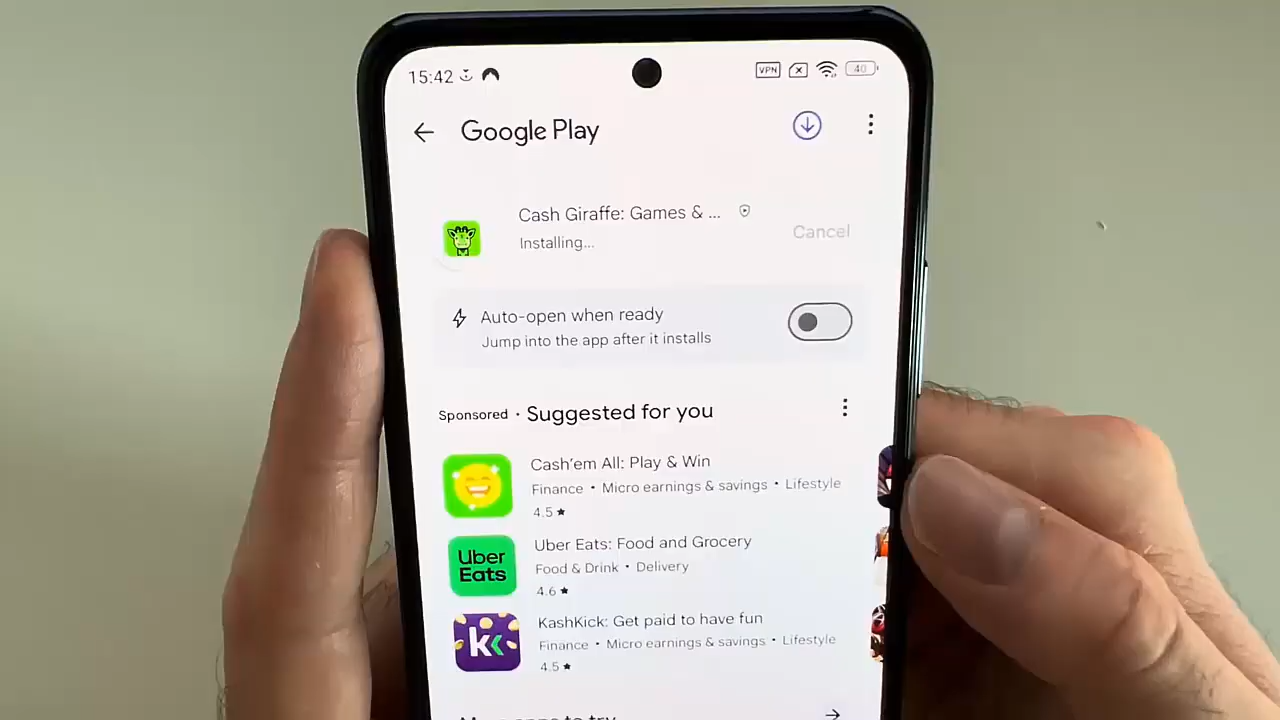 15:42 VPN 40
Google Play
Cash Giraffe: Games & ...
Installing...
Cancel
Auto-open when ready
Jump into the app after it installs
Sponsored • Suggested for you
Cash'em All: Play & Win
Finance • Micro earnings & savings • Lifestyle
4.5 ★
Uber Eats
Uber Eats: Food and Grocery
Food & Drink • Delivery
4.6 ★
KashKick: Get paid to have fun
Finance • Micro earnings & savings • Lifestyle
4.5 ★